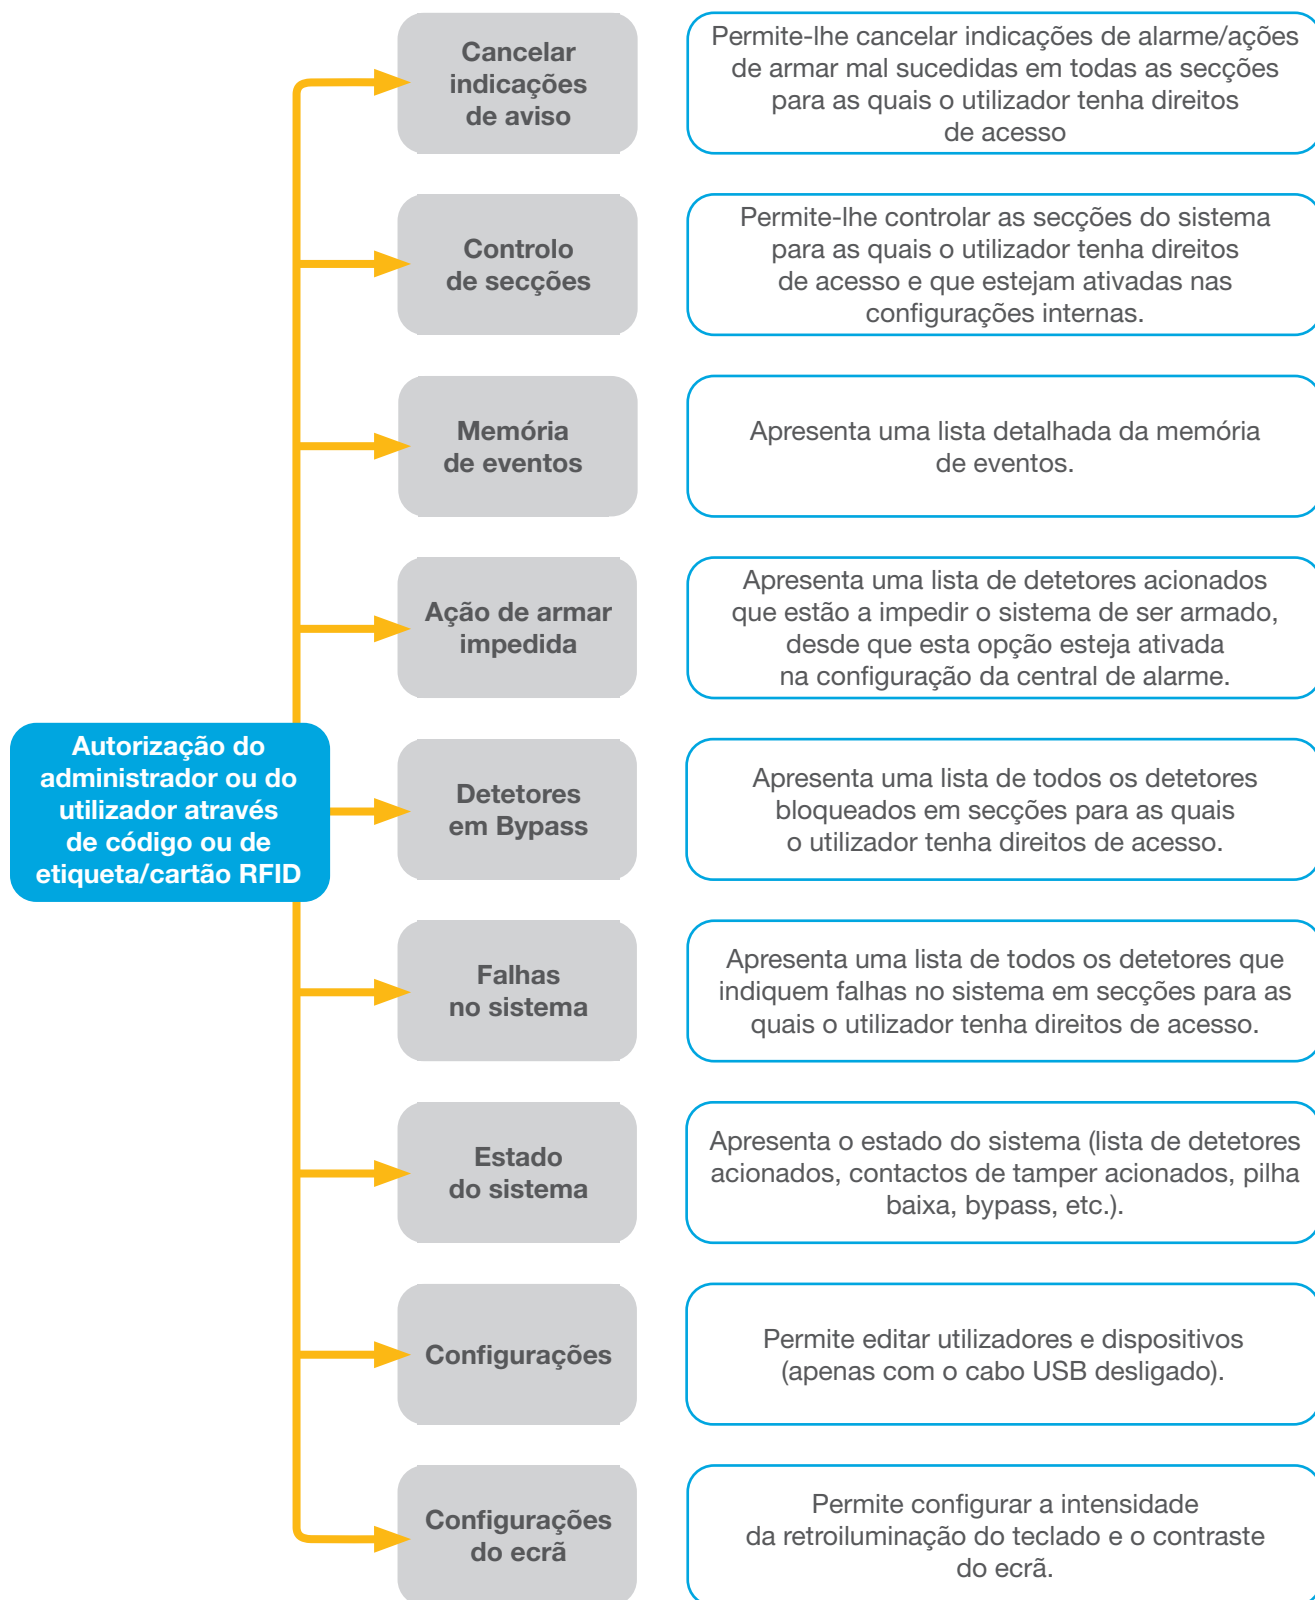 Cancelar
indicações
de aviso
Permite-lhe cancelar indicações de alarme/ações
de armar mal sucedidas em todas as secções
para as quais o utilizador tenha direitos
de acesso
Controlo
de secções
Permite-lhe controlar as secções do sistema
para as quais o utilizador tenha direitos
de acesso e que estejam ativadas nas
configurações internas.
Memória
de eventos
Apresenta uma lista detalhada da memória
de eventos.
Ação de armar
impedida
Apresenta uma lista de detetores acionados
que estão a impedir o sistema de ser armado,
desde que esta opção esteja ativada
na configuração da central de alarme.
Autorização do
administrador ou do
utilizador através
de código ou de
etiqueta/cartão RFID
Detetores
em Bypass
Apresenta uma lista de todos os detetores
bloqueados em secções para as quais
o utilizador tenha direitos de acesso.
Falhas
no sistema
Apresenta uma lista de todos os detetores que
indiquem falhas no sistema em secções para as
quais o utilizador tenha direitos de acesso.
Estado
do sistema
Apresenta o estado do sistema (lista de detetores
acionados, contactos de tamper acionados, pilha
baixa, bypass, etc.).
Configurações
Permite editar utilizadores e dispositivos
(apenas com o cabo USB desligado).
Configurações
do ecrã
Permite configurar a intensidade
da retroiluminação do teclado e o contraste
do ecrã.